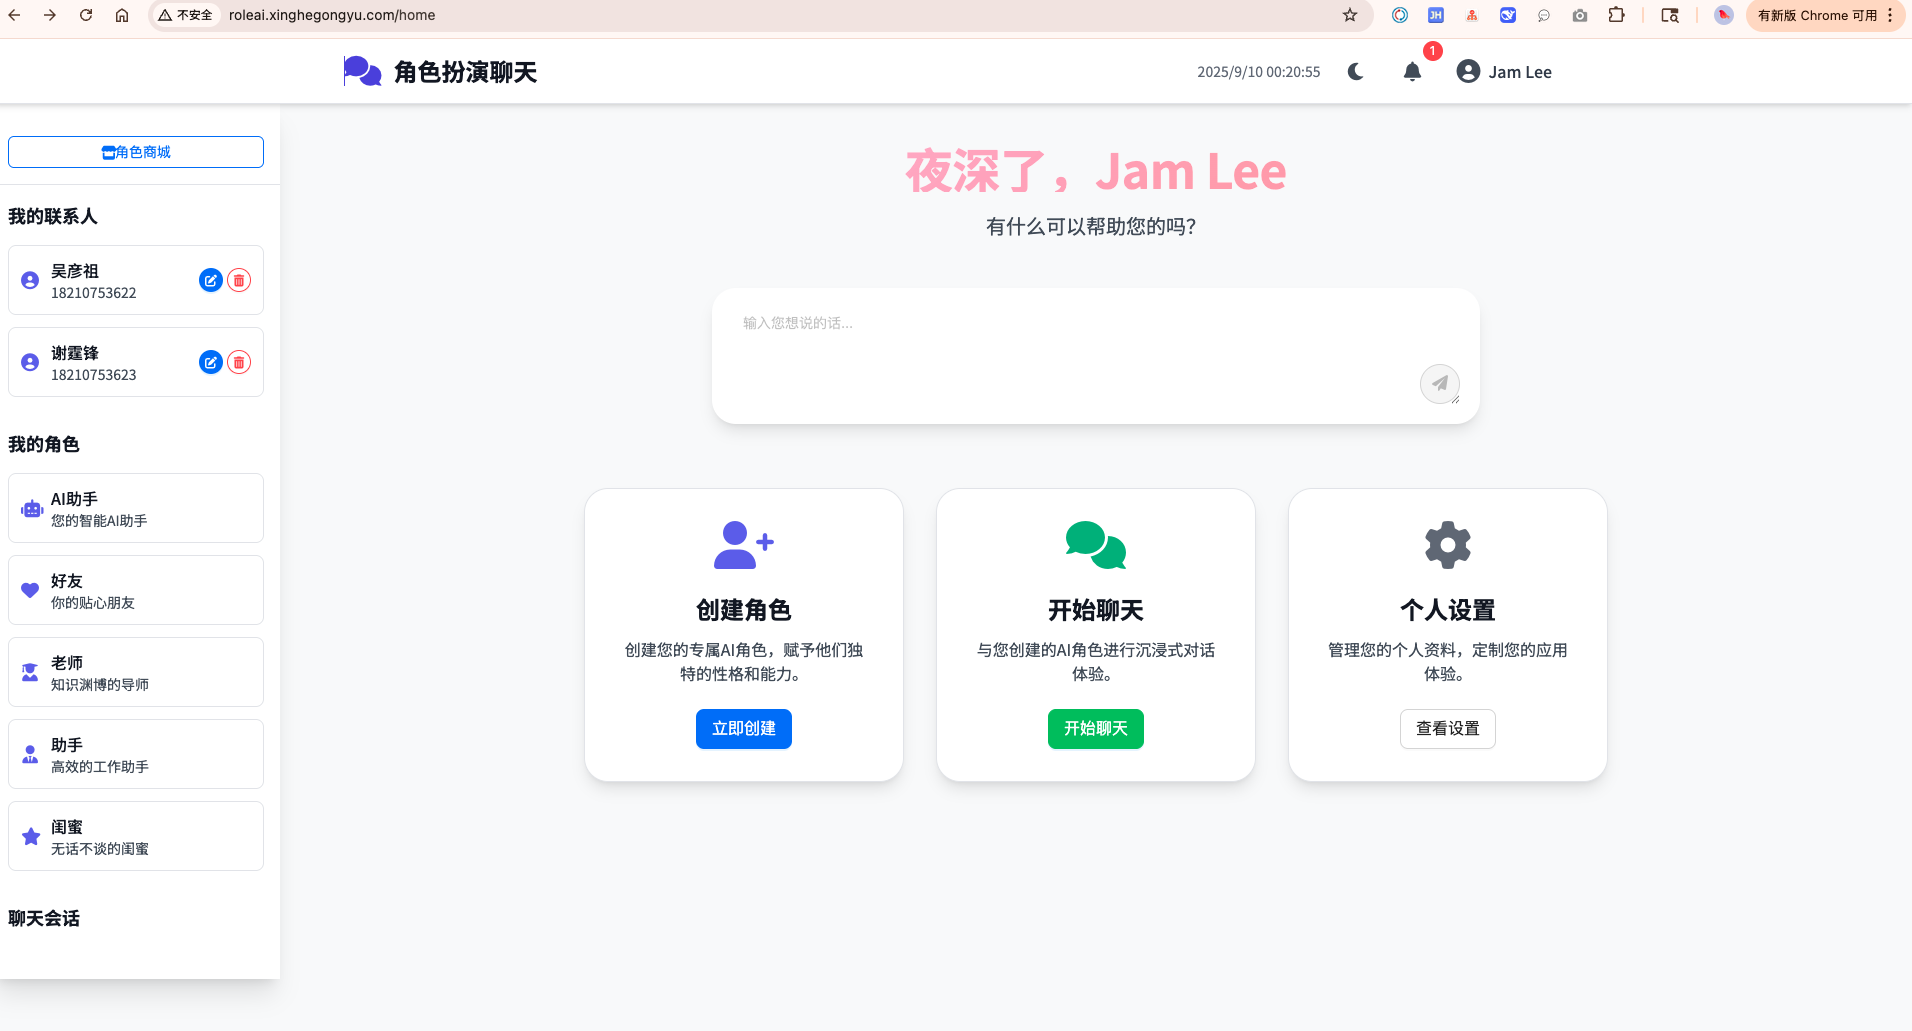 不安全
roleai.xinghegongyu.com/home
JH
有新版 Chrome 可用
角色扮演聊天
2025/9/10 00:20:55
1
Jam Lee
角色商城
我的联系人
吴彦祖
18210753622
谢霆锋
18210753623
我的角色
AI助手
您的智能AI助手
好友
你的贴心朋友
老师
知识渊博的导师
助手
高效的工作助手
闺蜜
无话不谈的闺蜜
聊天会话
夜深了，Jam Lee
有什么可以帮助您的吗？
输入您想说的话...
创建角色
创建您的专属AI角色，赋予他们独
特的性格和能力。
立即创建
开始聊天
与您创建的AI角色进行沉浸式对话
体验。
开始聊天
个人设置
管理您的个人资料，定制您的应用
体验。
查看设置